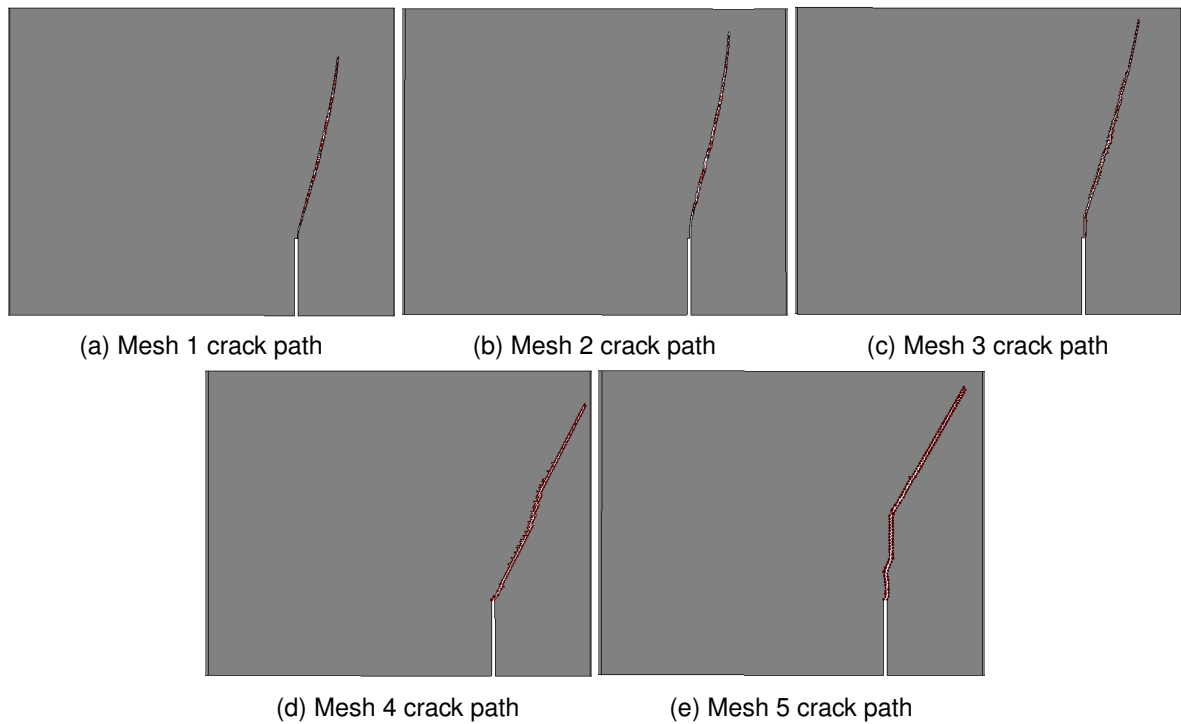 (a) Mesh 1 crack path
(b) Mesh 2 crack path
(c) Mesh 3 crack path
(d) Mesh 4 crack path
(e) Mesh 5 crack path